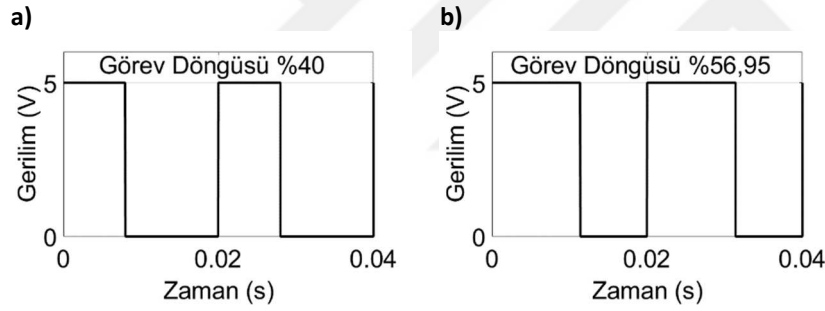 a)
Görev Döngüsü %40
5
Gerilim (V)
0
0 0.02 0.04
Zaman (s)
b)
Görev Döngüsü %56,95
5
Gerilim (V)
0
0 0.02 0.04
Zaman (s)